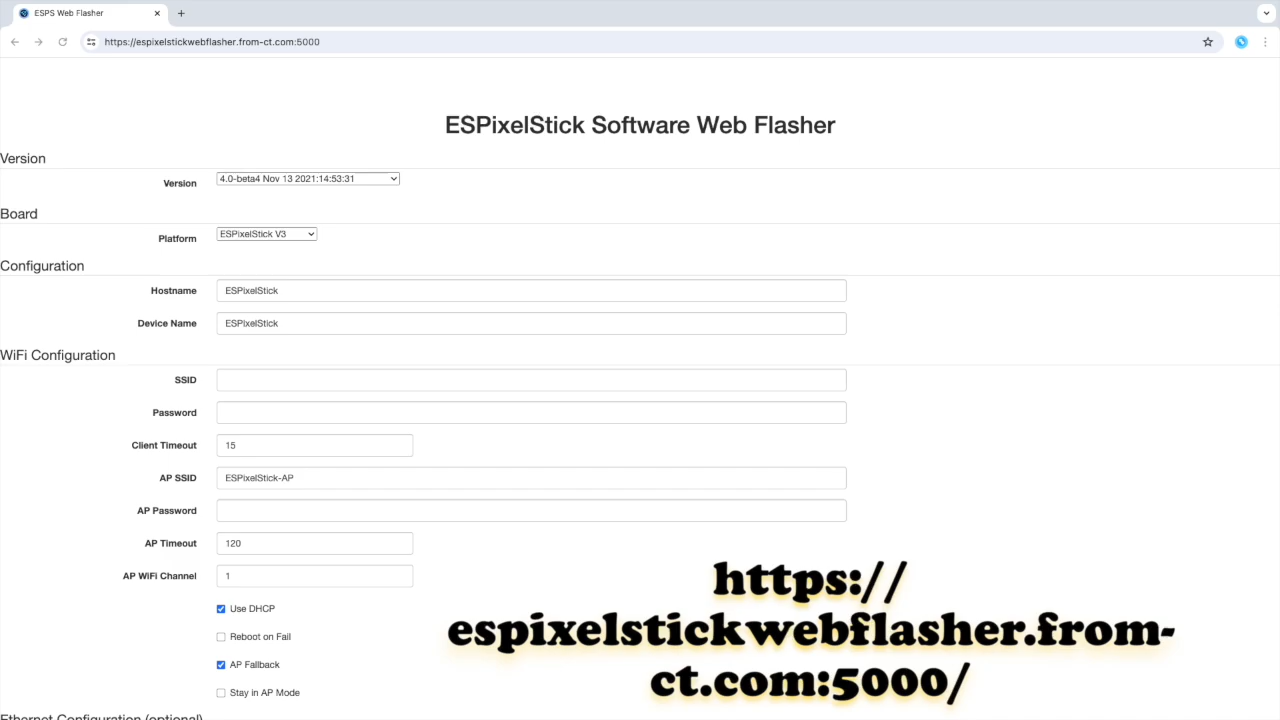 ESPS Web Flasher
https://espixelstickwebflasher.from-ct.com:5000
ESPixelStick Software Web Flasher
Version
Version 4.0-beta4 Nov 13 2021:14:53:31
Board
Platform ESPixelStick V3
Configuration
Hostname ESPixelStick
Device Name ESPixelStick
WiFi Configuration
SSID
Password
Client Timeout 15
AP SSID ESPixelStick-AP
AP Password
AP Timeout 120
AP WiFi Channel 1
Use DHCP
Reboot on Fail
AP Fallback
Stay in AP Mode
Ethernet Configuration (optional)
https://
espixelstickwebflasher.from-
ct.com:5000/